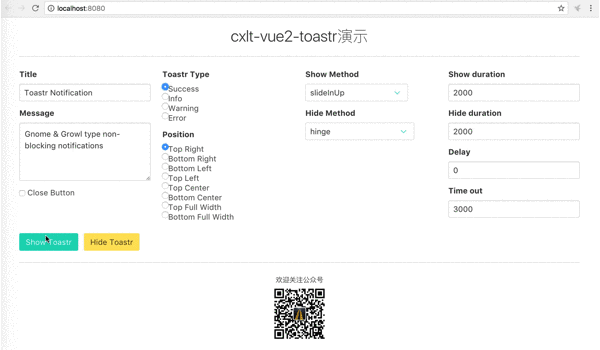 localhost:8080
cxlt-vue2-toastr演示
Title
Toastr Notification
Message
Gnome & Growl type non-
blocking notifications
Close Button
Toastr Type
Success
Info
Warning
Error
Position
Top Right
Bottom Right
Bottom Left
Top Left
Top Center
Bottom Center
Top Full Width
Bottom Full Width
Show Method
slideInUp
Hide Method
hinge
Show duration
2000
Hide duration
2000
Delay
0
Time out
3000
Show Toastr
Hide Toastr
欢迎关注公众号